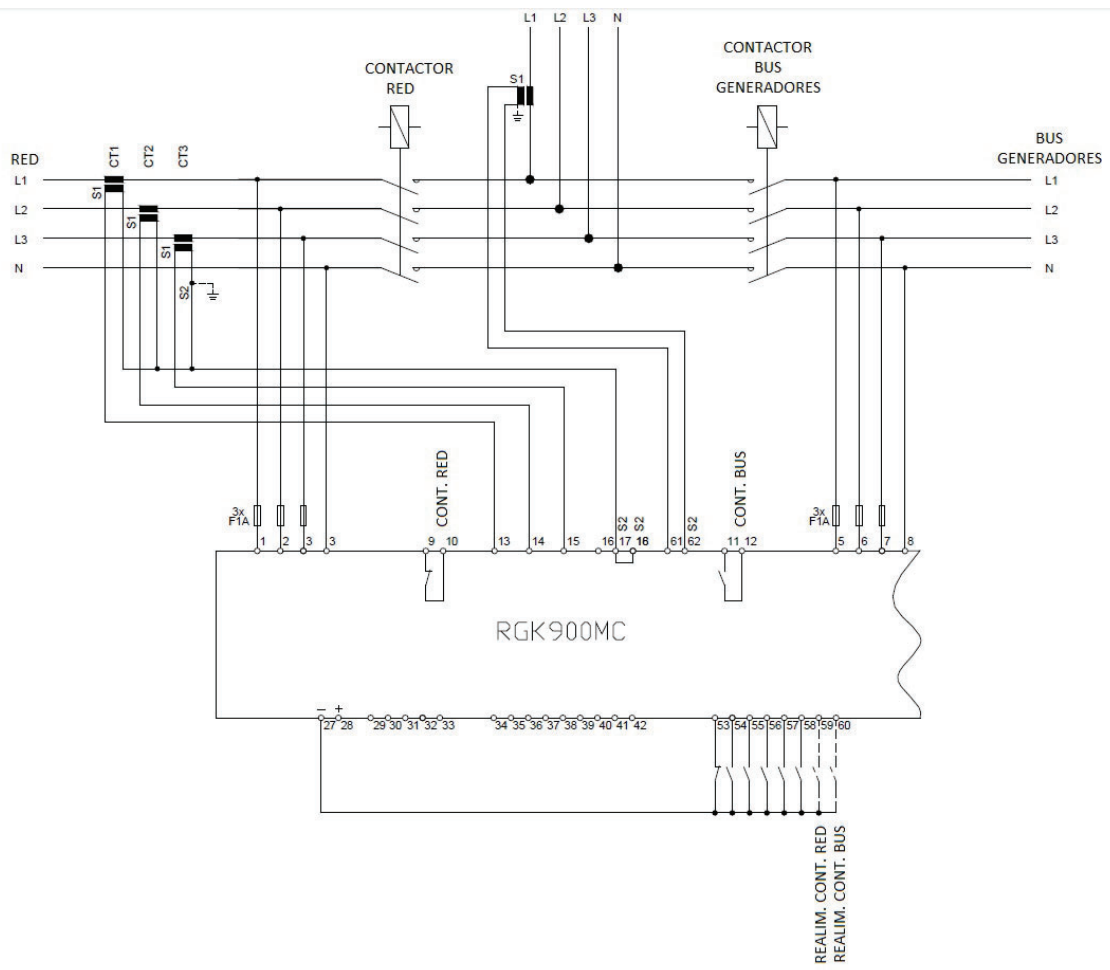 L1 L2 L3 N
CONTACTOR
RED
CONTACTOR
BUS
GENERADORES
S1
RED
CT1
CT2
CT3
BUS
GENERADORES
L1
L2
L3
N
S1
S1
S1
S2
L1
L2
L3
N
3x
F1A
CONT. RED
S2
S2
S2
CONT. BUS
3x
F1A
1 2 3 3 9 10 13 14 15 16 17 18 61 62 11 12 5 6 7 8
RGK900MC
− +
27 28 29 30 31 32 33 34 35 36 37 38 39 40 41 42 53 54 55 56 57 58 59 60
REALIM. CONT. RED
REALIM. CONT. BUS